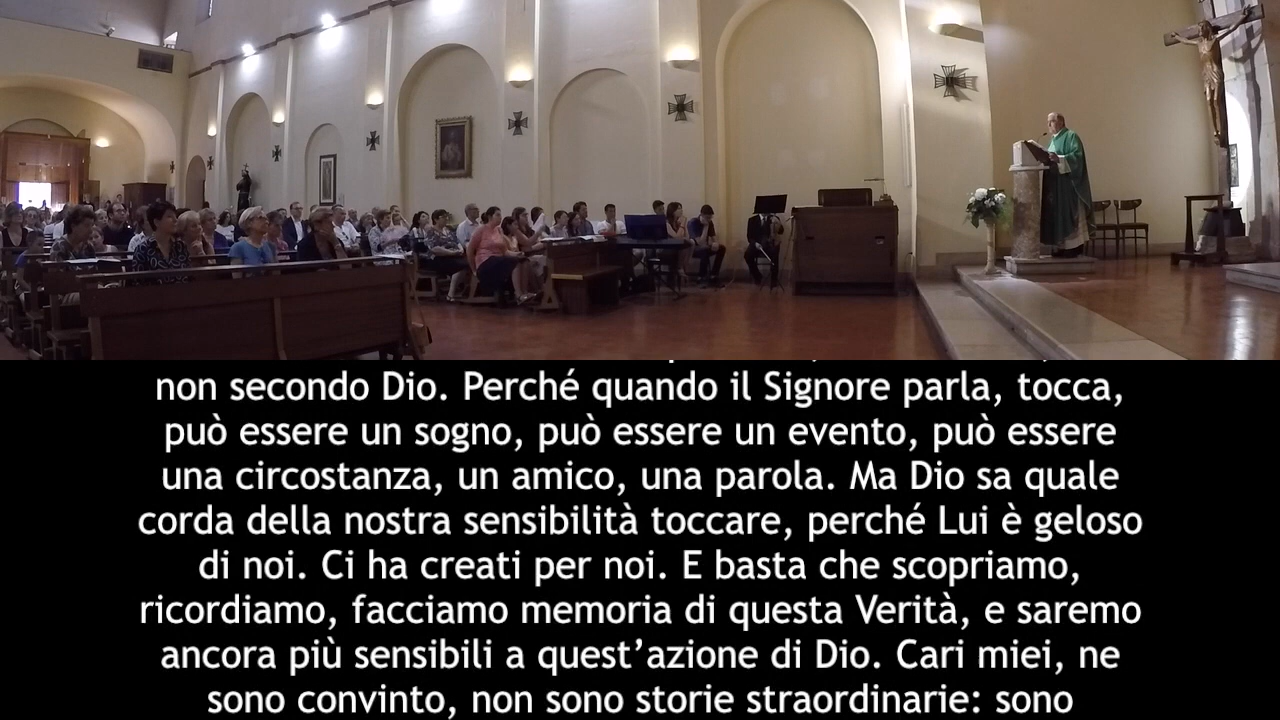 non secondo Dio. Perché quando il Signore parla, tocca,
può essere un sogno, può essere un evento, può essere
una circostanza, un amico, una parola. Ma Dio sa quale
corda della nostra sensibilità toccare, perché Lui è geloso
di noi. Ci ha creati per noi. E basta che scopriamo,
ricordiamo, facciamo memoria di questa Verità, e saremo
ancora più sensibili a quest’azione di Dio. Cari miei, ne
sono convinto, non sono storie straordinarie: sono